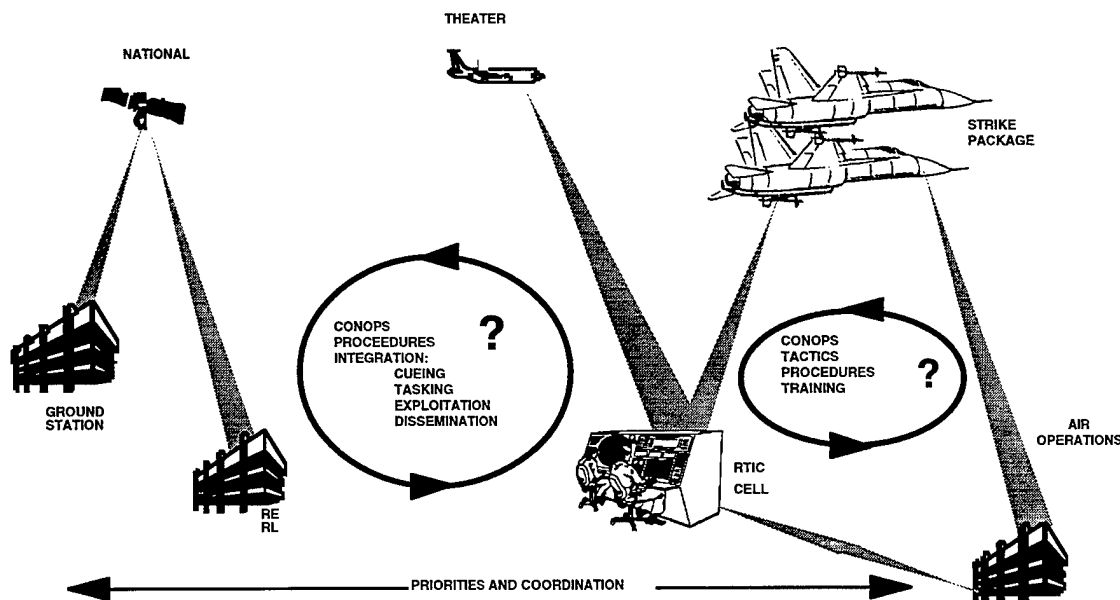 THEATER
NATIONAL
STRIKE
PACKAGE
CONOPS
PROCEEDURES
INTEGRATION:
CUEING
TASKING
EXPLOITATION
DISSEMINATION
?
CONOPS
TACTICS
PROCEDURES
TRAINING
?
GROUND
STATION
AIR
OPERATIONS
RTIC
CELL
RE
RL
PRIORITIES AND COORDINATION